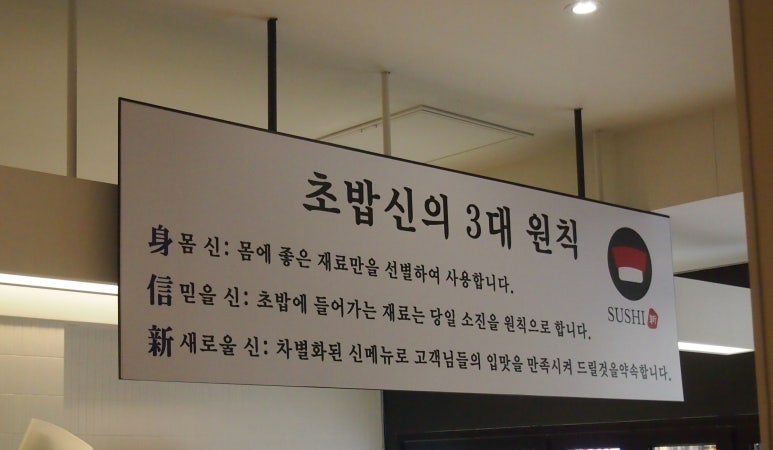 초밥신의 3대 원칙
身 몸 신: 몸에 좋은 재료만을 선별하여 사용합니다.
信 믿을 신: 초밥에 들어가는 재료는 당일 소진을 원칙으로 합니다.
新 새로울 신: 차별화된 신메뉴로 고객님들의 입맛을 만족시켜 드릴것을약속합니다.
SUSHI 新